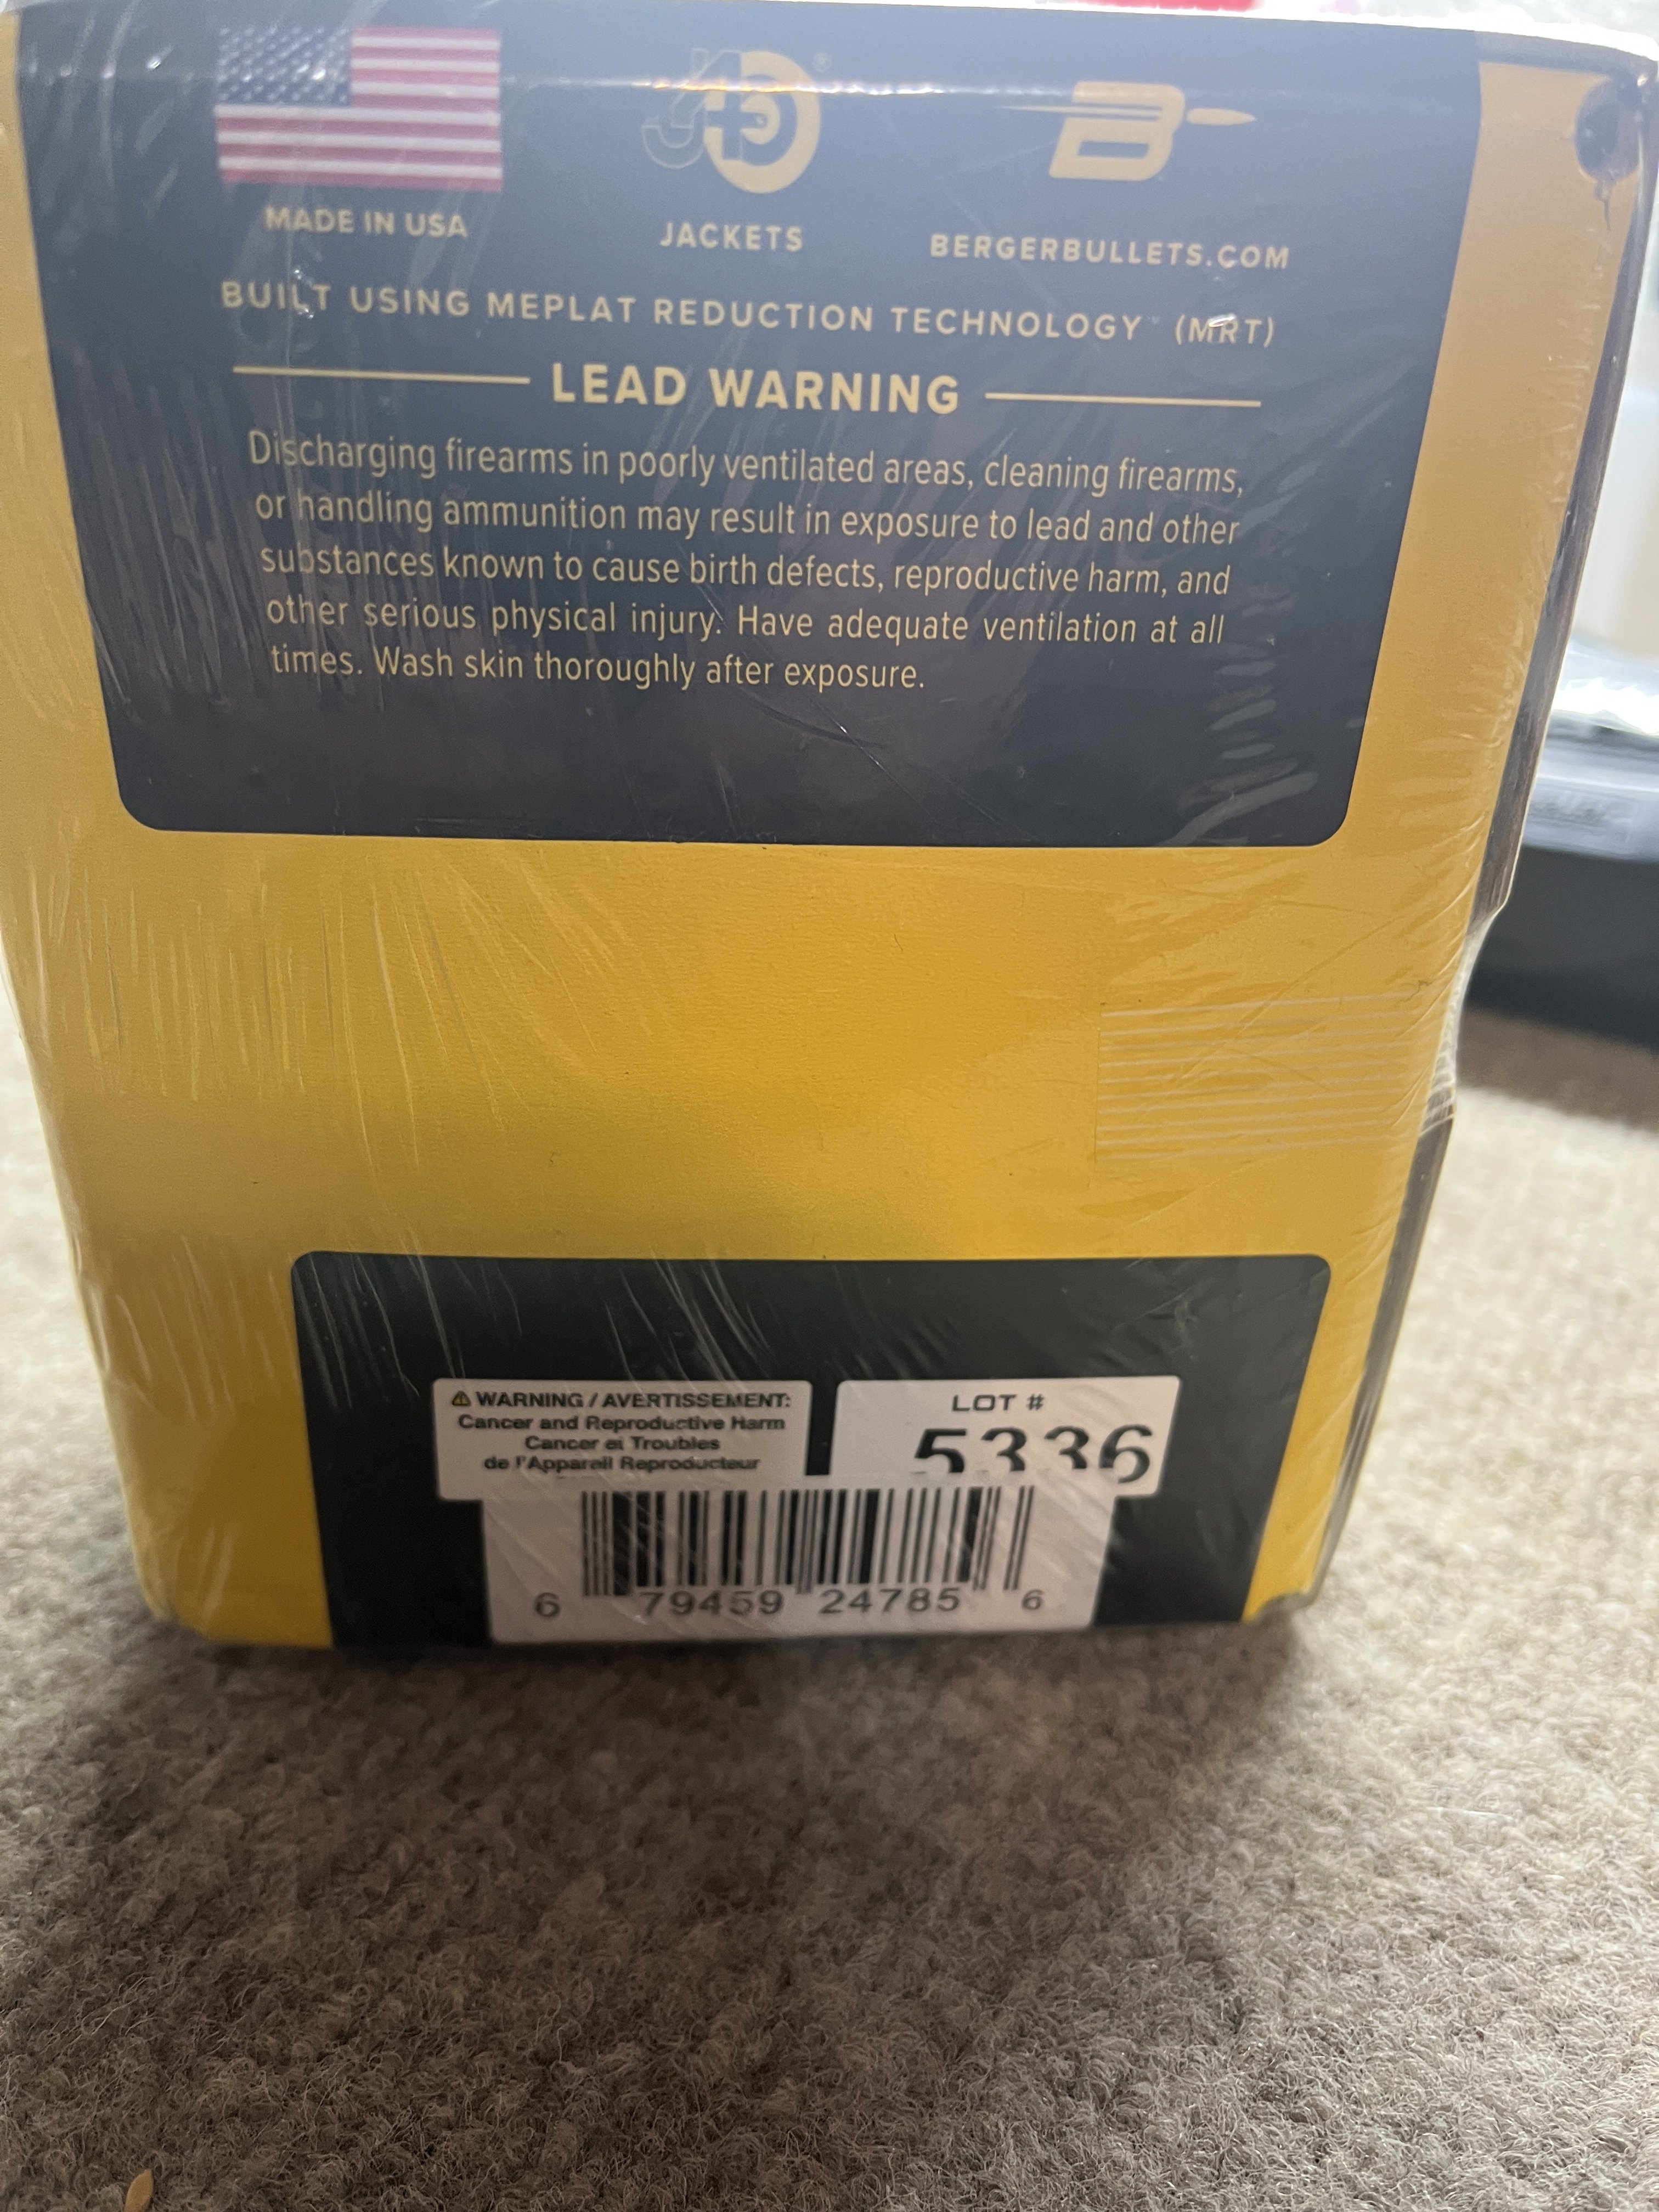 MADE IN USA
J4
JACKETS
B
BERGERBULLETS.COM
BUILT USING MEPLAT REDUCTION TECHNOLOGY™ (MRT)
LEAD WARNING
Discharging firearms in poorly ventilated areas, cleaning firearms,
or handling ammunition may result in exposure to lead and other
substances known to cause birth defects, reproductive harm, and
other serious physical injury. Have adequate ventilation at all
times. Wash skin thoroughly after exposure.
⚠ WARNING / AVERTISSEMENT:
Cancer and Reproductive Harm
Cancer et Troubles
de l'Appareil Reproducteur
LOT #
5336
6 79459 24785 6